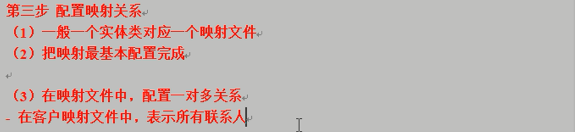 第三步 配置映射关系
（1）一般一个实体类对应一个映射文件
（2）把映射最基本配置完成
（3）在映射文件中，配置一对多关系
- 在客户映射文件中，表示所有联系人